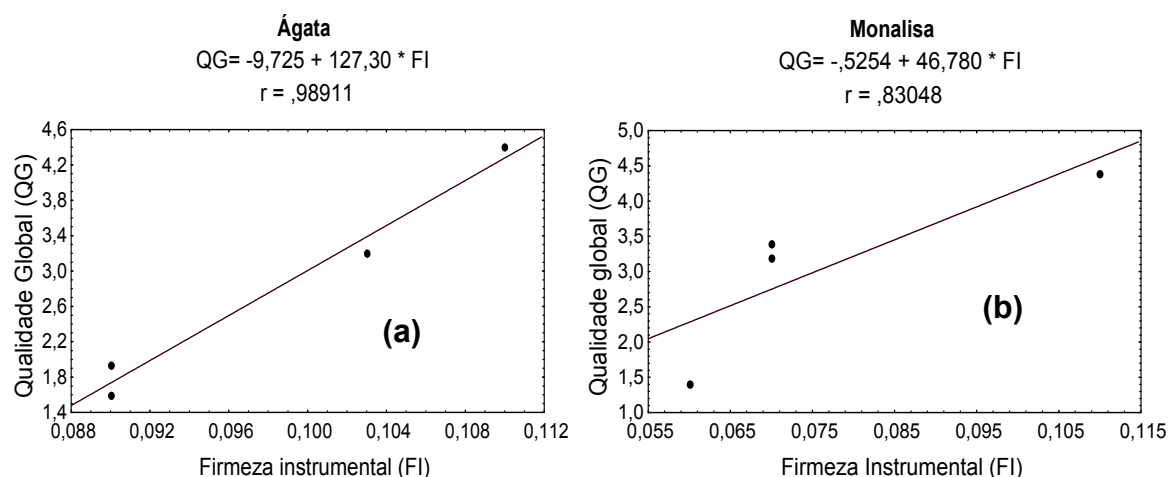 Ágata
QG= -9,725 + 127,30 * FI
r = ,98911
4,6
4,2
3,8
3,4
3,0
2,6
2,2
1,8
1,4
Qualidade Global (QG)
(a)
0,088 0,092 0,096 0,100 0,104 0,108 0,112
Firmeza instrumental (FI)
Monalisa
QG= -,5254 + 46,780 * FI
r = ,83048
5,0
4,5
4,0
3,5
3,0
2,5
2,0
1,5
1,0
Qualidade global (QG)
(b)
0,055 0,065 0,075 0,085 0,095 0,105 0,115
Firmeza Instrumental (FI)